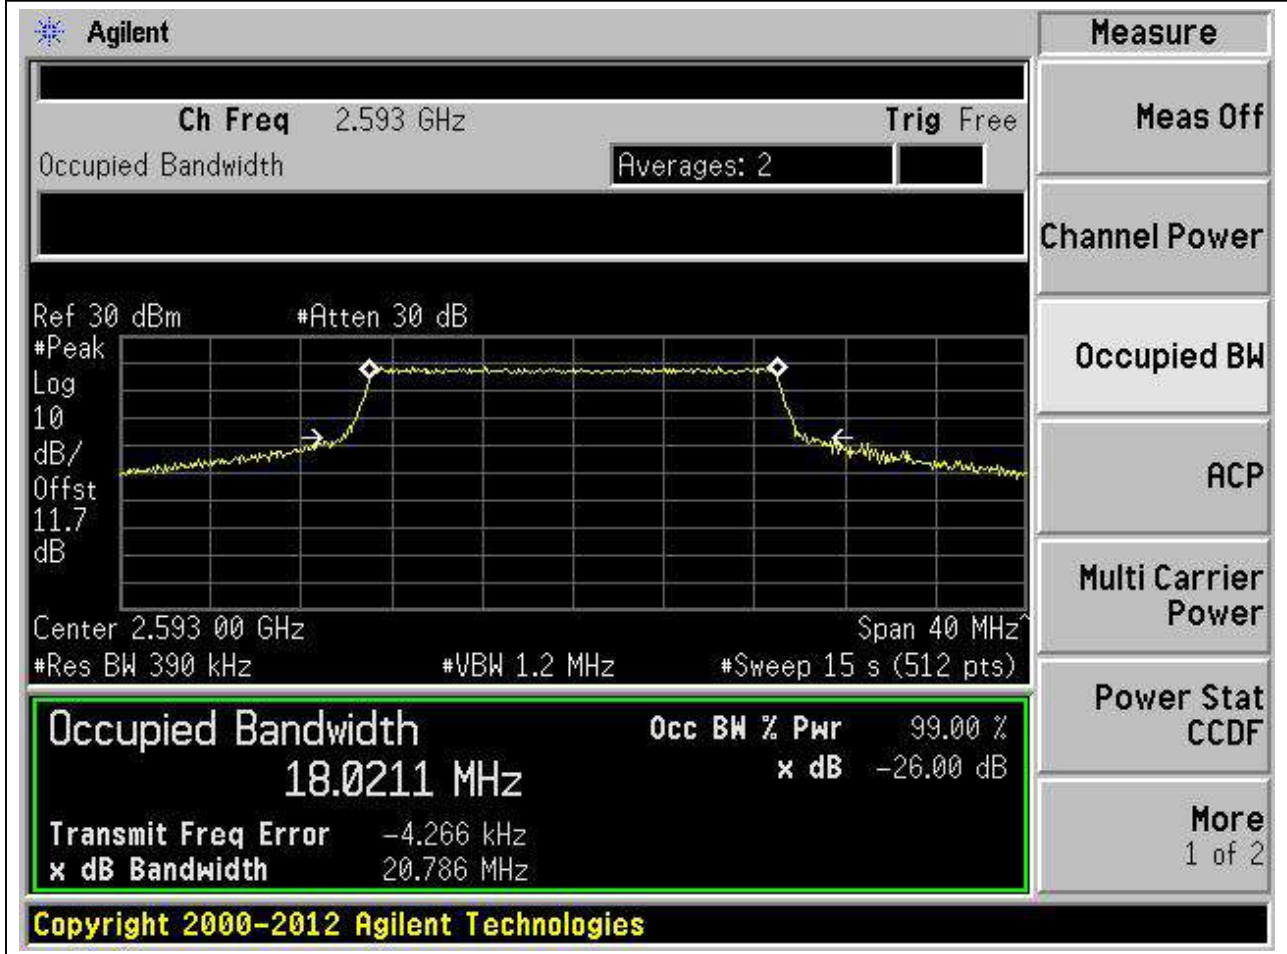 Agilent
Measure
Ch Freq 2.593 GHz Trig Free
Occupied Bandwidth Averages: 2
Meas Off
Channel Power
Occupied BW
ACP
Multi Carrier
Power
Power Stat
CCDF
More
1 of 2
Ref 30 dBm #Atten 30 dB
#Peak
Log
10
dB/
Offst
11.7
dB
Center 2.593 00 GHz Span 40 MHz^
#Res BW 390 kHz #VBW 1.2 MHz #Sweep 15 s (512 pts)
Occupied Bandwidth Occ BW % Pwr 99.00 %
18.0211 MHz x dB -26.00 dB
Transmit Freq Error -4.266 kHz
x dB Bandwidth 20.786 MHz
Copyright 2000-2012 Agilent Technologies